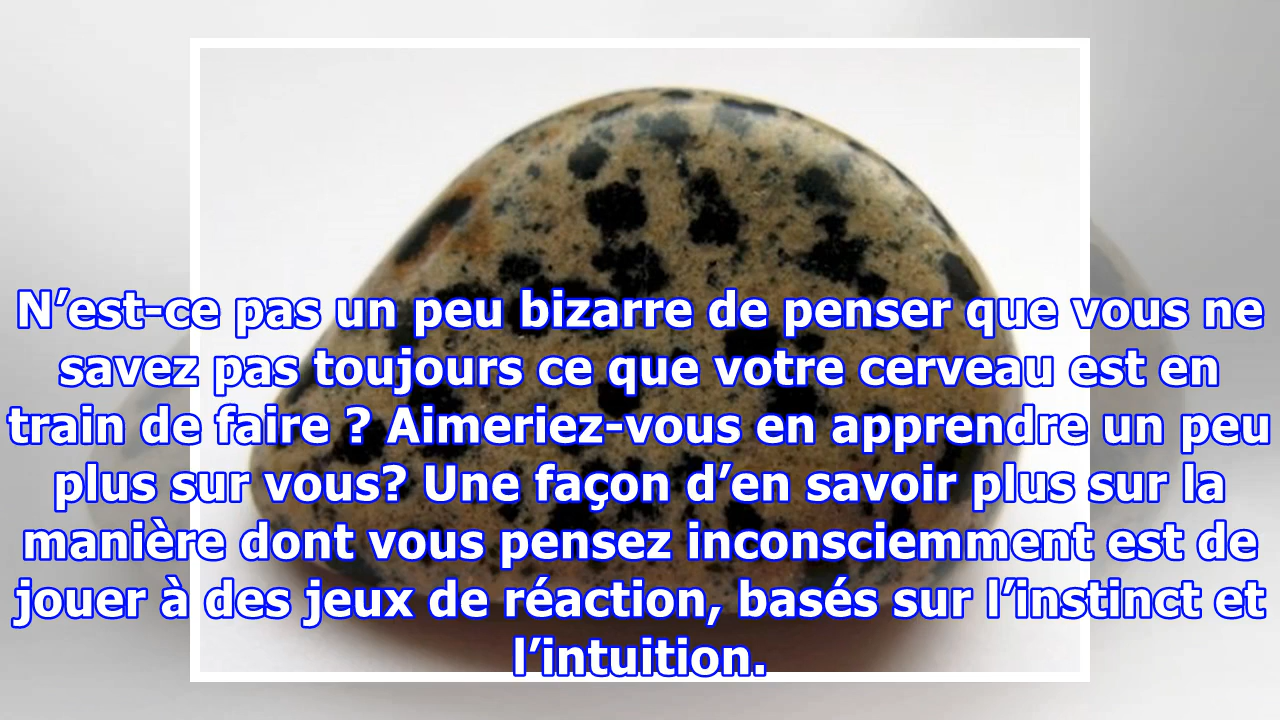 N’est-ce pas un peu bizarre de penser que vous ne
savez pas toujours ce que votre cerveau est en
train de faire ? Aimeriez-vous en apprendre un peu
plus sur vous? Une façon d’en savoir plus sur la
manière dont vous pensez inconsciemment est de
jouer à des jeux de réaction, basés sur l’instinct et
l’intuition.